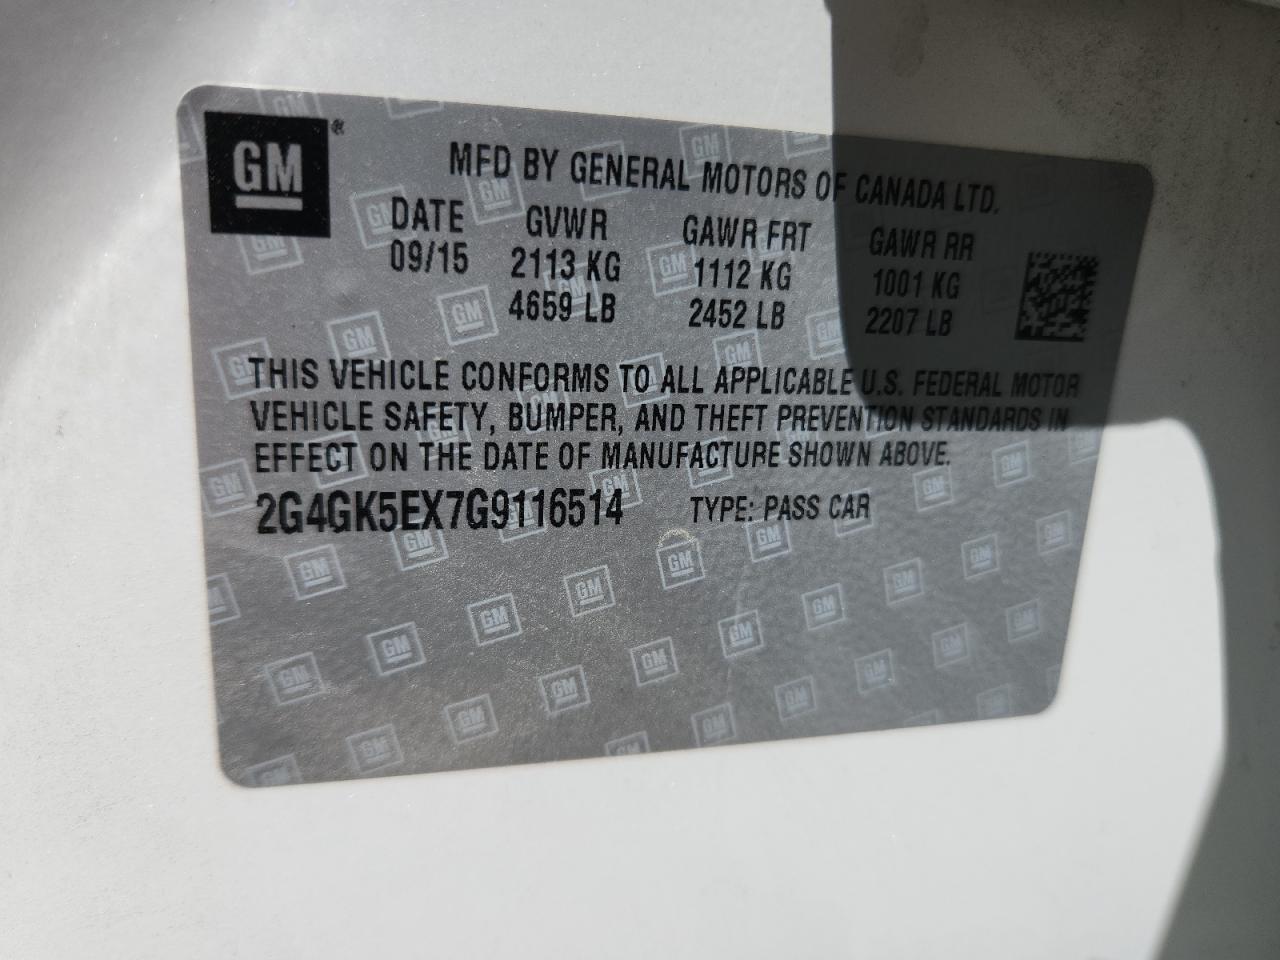 GM®
MFD BY GENERAL MOTORS OF CANADA LTD.
DATE GVWR GAWR FRT GAWR RR
09/15 2113 KG 1112 KG 1001 KG
4659 LB 2452 LB 2207 LB
THIS VEHICLE CONFORMS TO ALL APPLICABLE U.S. FEDERAL MOTOR
VEHICLE SAFETY, BUMPER, AND THEFT PREVENTION STANDARDS IN
EFFECT ON THE DATE OF MANUFACTURE SHOWN ABOVE.
2G4GK5EX7G9116514 TYPE: PASS CAR